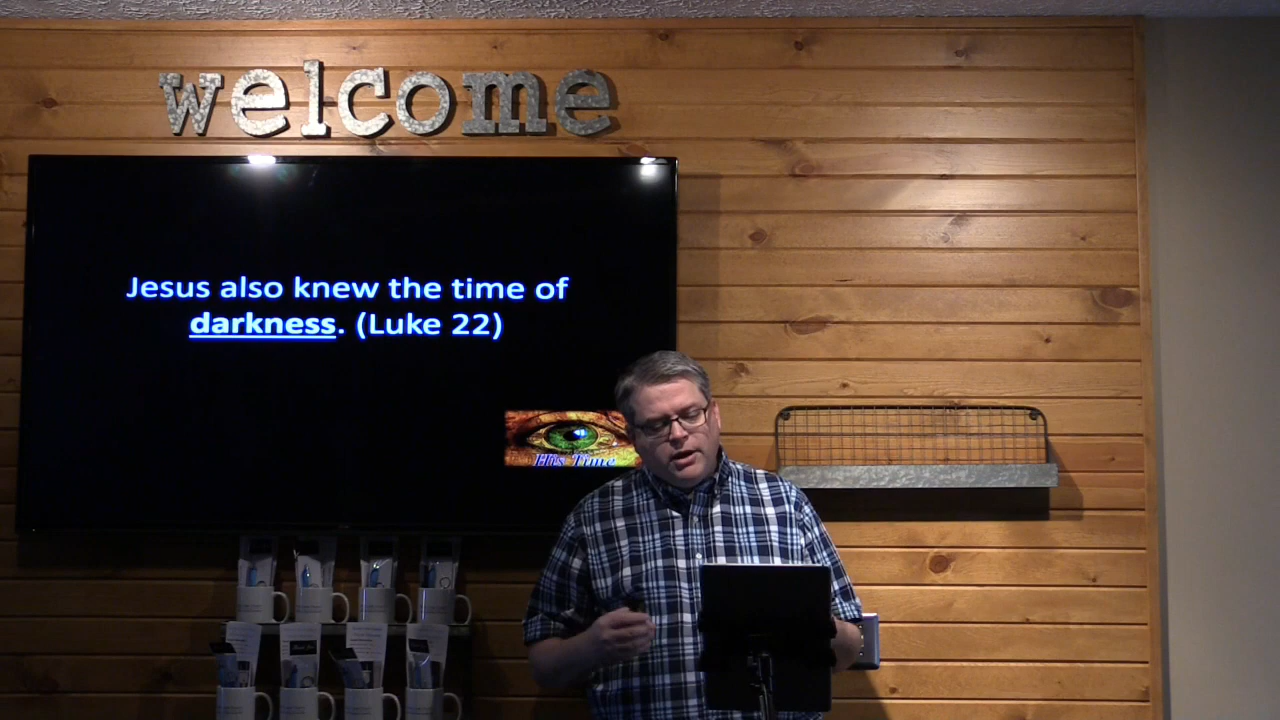 welcome
Jesus also knew the time of
darkness. (Luke 22)
His Time